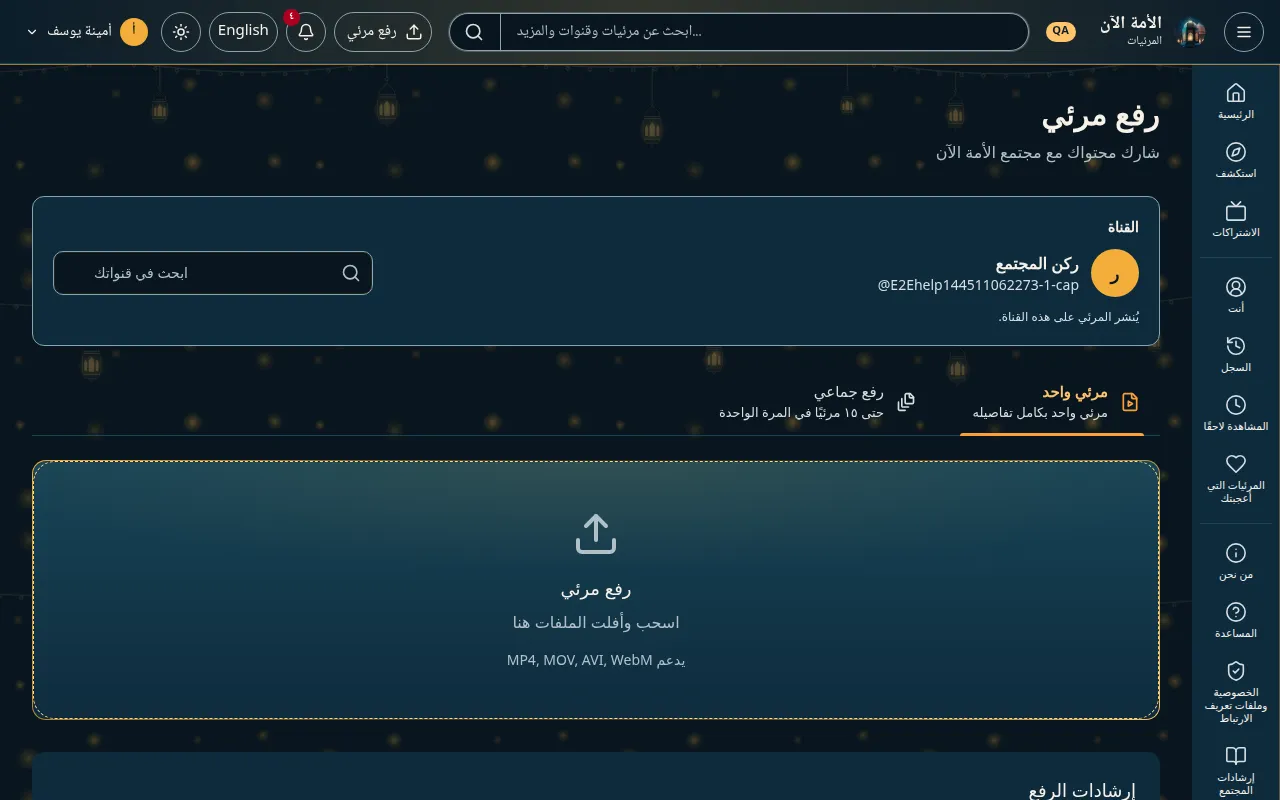 الأمة الآن
المرئيات
QA
ابحث عن مرئيات وقنوات والمزيد...
رفع مرئي
٤
English
أ
أمينة يوسف
الرئيسية
استكشف
الاشتراكات
أنت
السجل
المشاهدة لاحقًا
المرئيات التي
أعجبتك
من نحن
المساعدة
الخصوصية
وملفات تعريف
الارتباط
إرشادات
المجتمع
رفع مرئي
شارك محتواك مع مجتمع الأمة الآن
القناة
ر
ركن المجتمع
@E2Ehelp144511062273-1-cap
يُنشر المرئي على هذه القناة.
ابحث في قنواتك
مرئي واحد
مرئي واحد بكامل تفاصيله
رفع جماعي
حتى ١٥ مرئيًا في المرة الواحدة
رفع مرئي
اسحب وأفلت الملفات هنا
يدعم MP4, MOV, AVI, WebM
إرشادات الرفع